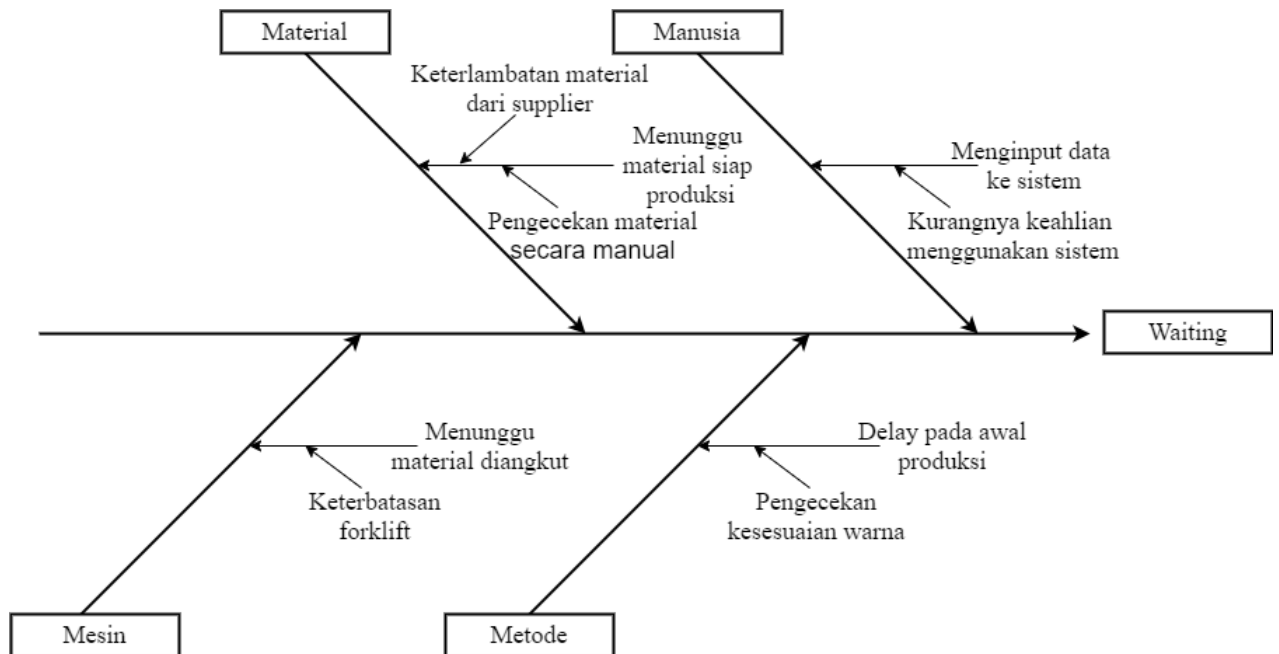 Material
Manusia
Keterlambatan material
dari supplier
Menunggu
material siap
produksi
Pengecekan material
secara manual
Menginput data
ke sistem
Kurangnya keahlian
menggunakan sistem
Waiting
Menunggu
material diangkut
Keterbatasan
forklift
Delay pada awal
produksi
Pengecekan
kesesuaian warna
Mesin
Metode